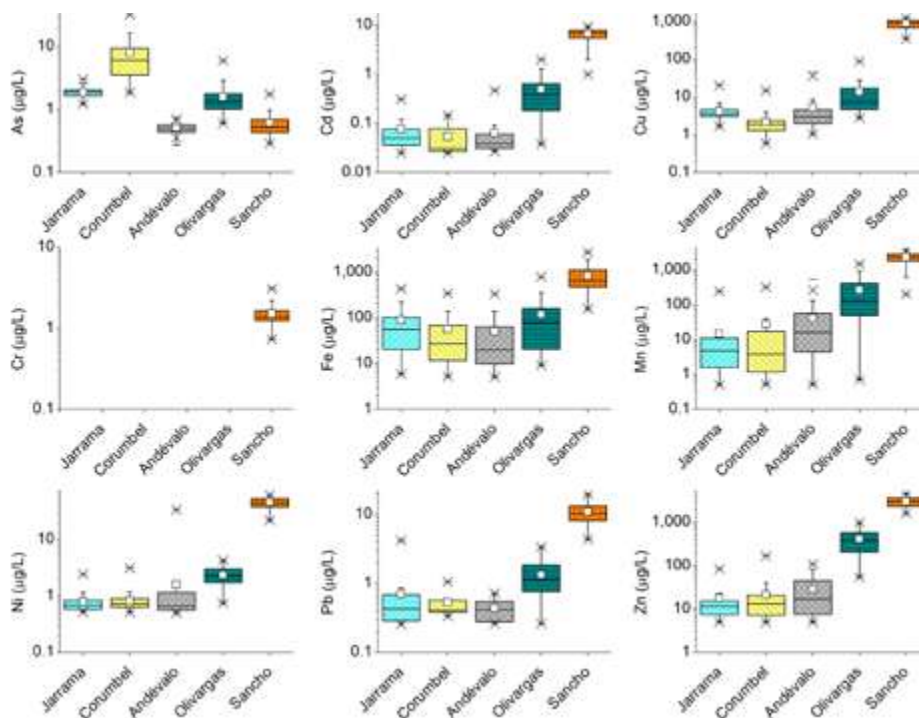 As (µg/L)
10
1
0.1
Jarrama
Corumbel
Andévalo
Olivargas
Sancho
Cd (µg/L)
10
1
0.1
0.01
Jarrama
Corumbel
Andévalo
Olivargas
Sancho
Cu (µg/L)
1,000
100
10
1
0.1
Jarrama
Corumbel
Andévalo
Olivargas
Sancho
Cr (µg/L)
10
1
0.1
Jarrama
Corumbel
Andévalo
Olivargas
Sancho
Fe (µg/L)
1,000
100
10
1
Jarrama
Corumbel
Andévalo
Olivargas
Sancho
Mn (µg/L)
1,000
100
10
1
0.1
Jarrama
Corumbel
Andévalo
Olivargas
Sancho
Ni (µg/L)
10
1
0.1
Jarrama
Corumbel
Andévalo
Olivargas
Sancho
Pb (µg/L)
10
1
0.1
Jarrama
Corumbel
Andévalo
Olivargas
Sancho
Zn (µg/L)
1,000
100
10
1
Jarrama
Corumbel
Andévalo
Olivargas
Sancho